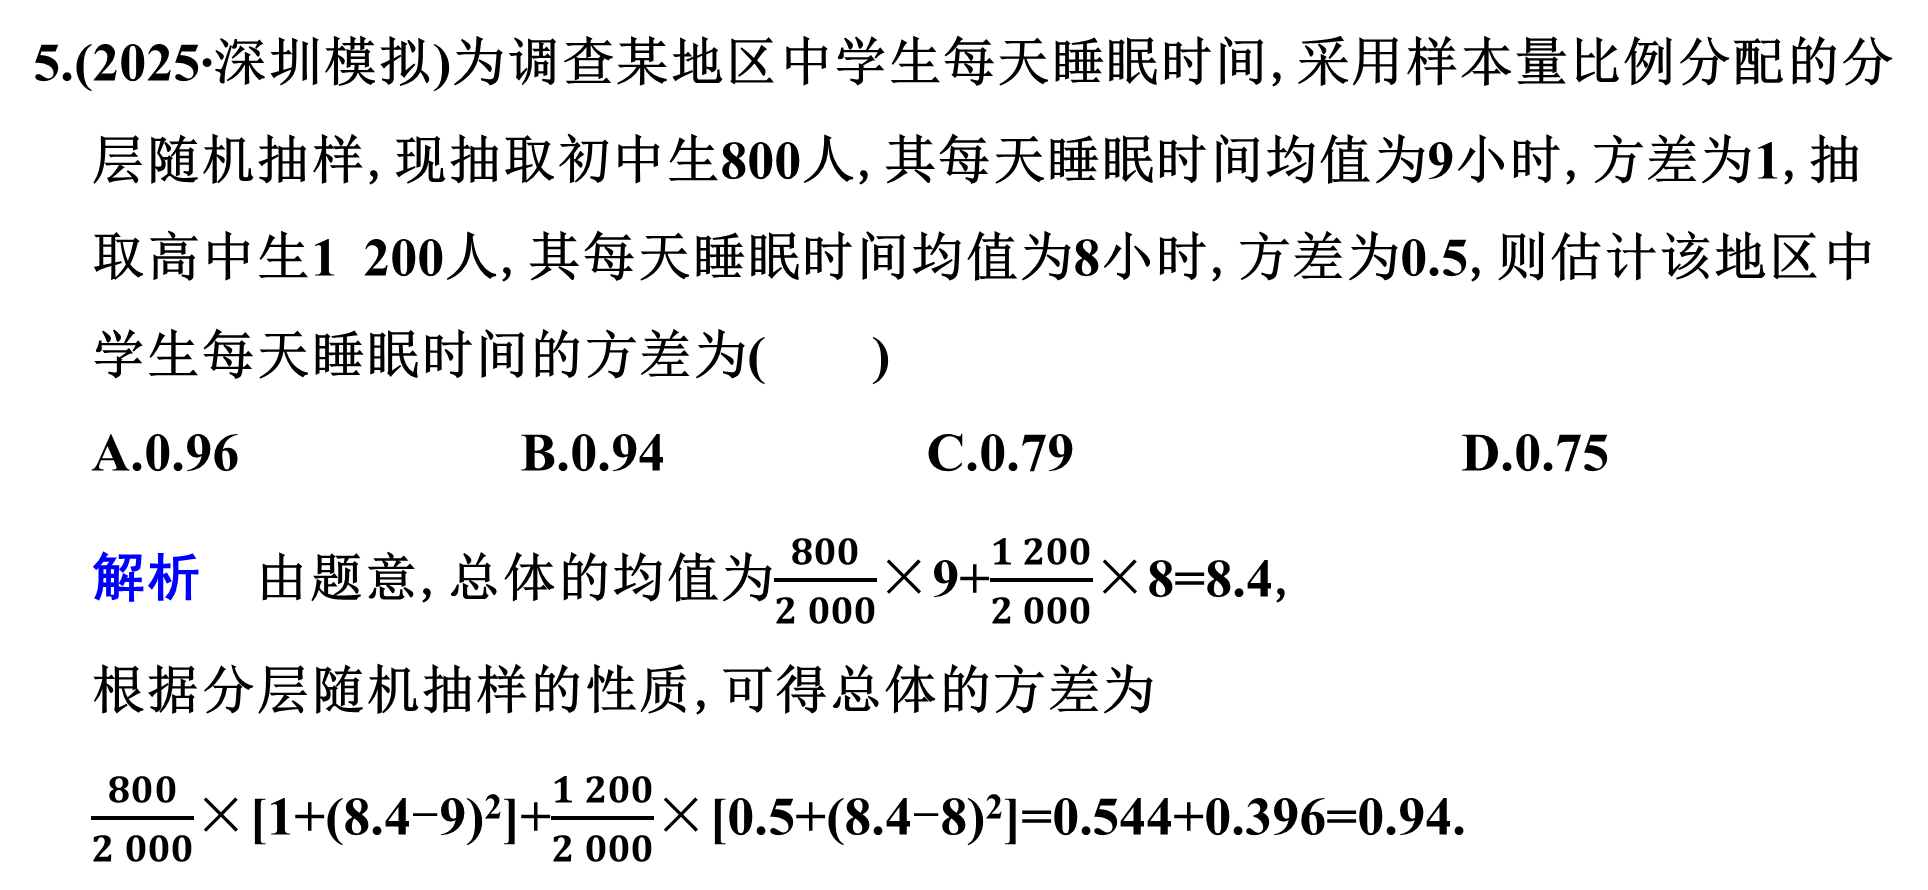 5.(2025·深圳模拟)为调查某地区中学生每天睡眠时间,采用样本量比例分配的分
层随机抽样,现抽取初中生800人,其每天睡眠时间均值为9小时,方差为1,抽
取高中生1 200人,其每天睡眠时间均值为8小时,方差为0.5,则估计该地区中
学生每天睡眠时间的方差为(  )
A.0.96 B.0.94 C.0.79 D.0.75
解析 由题意,总体的均值为\frac{800}{2 000}×9+\frac{1 200}{2 000}×8=8.4,
根据分层随机抽样的性质,可得总体的方差为
\frac{800}{2 000}×[1+(8.4−9)²]+\frac{1 200}{2 000}×[0.5+(8.4−8)²]=0.544+0.396=0.94.